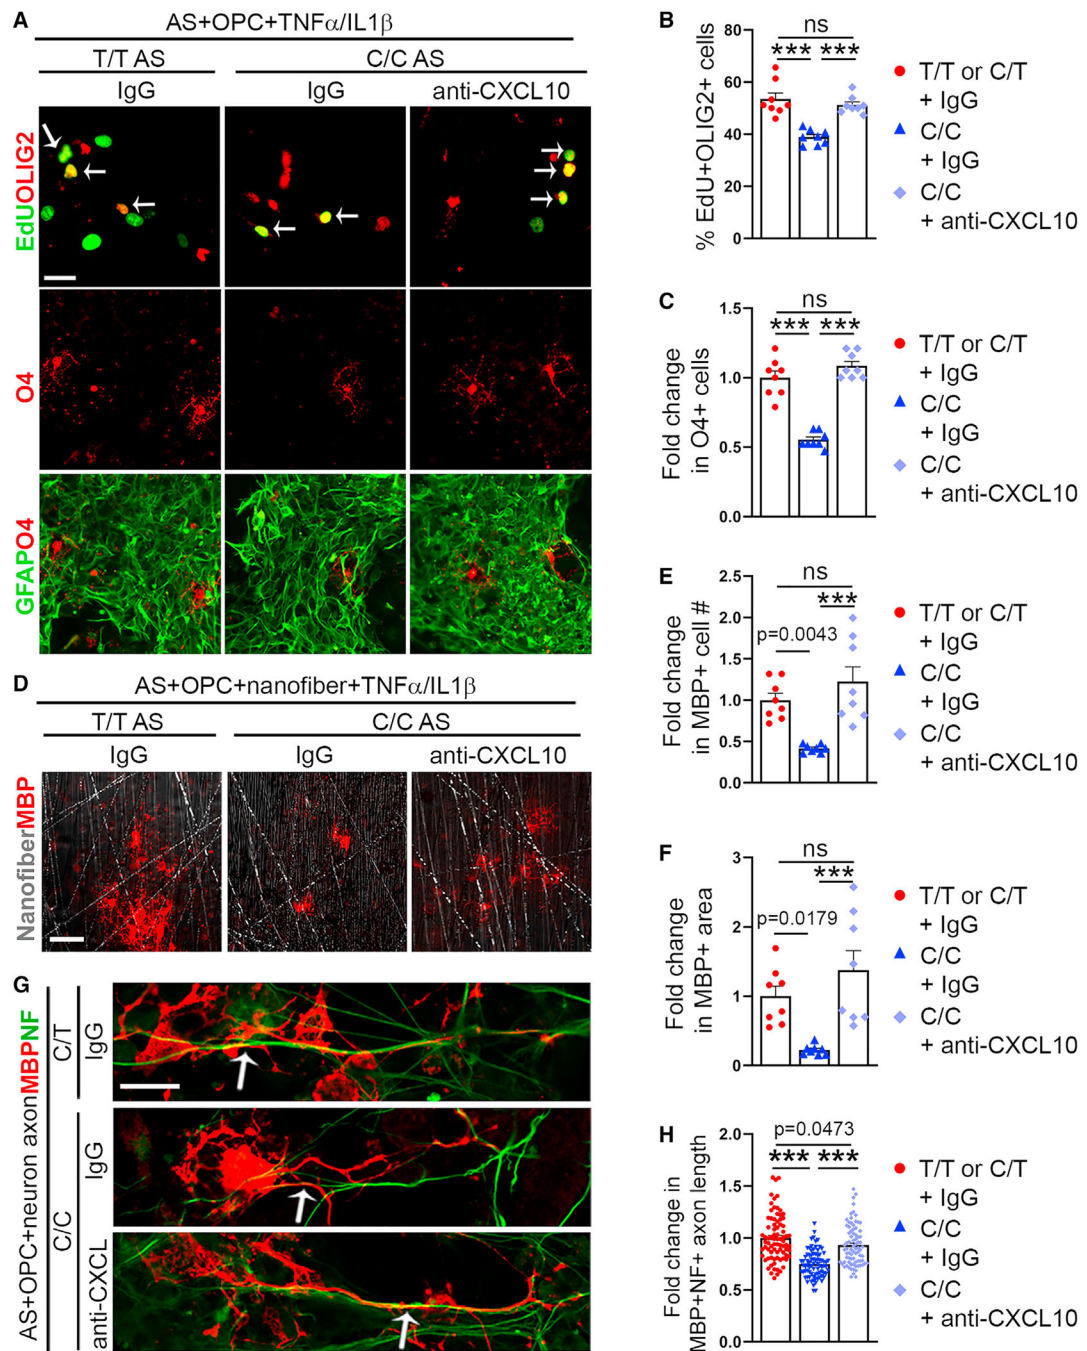 A
AS+OPC+TNFα/IL1β
T/T AS
C/C AS
IgG
IgG
anti-CXCL10
EdUOLIG2
O4
GFAPO4
B
% EdU+OLIG2+ cells
80
60
40
20
0
ns
*** ***
T/T or C/T
+ IgG
C/C
+ IgG
C/C
+ anti-CXCL10
C
Fold change
in O4+ cells
1.5
1.0
0.5
0.0
ns
*** ***
T/T or C/T
+ IgG
C/C
+ IgG
C/C
+ anti-CXCL10
D
AS+OPC+nanofiber+TNFα/IL1β
T/T AS
C/C AS
IgG
IgG
anti-CXCL10
NanofiberMBP
E
Fold change
in MBP+ cell #
2.5
2.0
1.5
1.0
0.5
0.0
ns
***
p=0.0043
T/T or C/T
+ IgG
C/C
+ IgG
C/C
+ anti-CXCL10
F
Fold change
in MBP+ area
3
2
1
0
ns
***
p=0.0179
T/T or C/T
+ IgG
C/C
+ IgG
C/C
+ anti-CXCL10
G
AS+OPC+neuron axonMBPNF
C/T
IgG
C/C
IgG
anti-CXCL
H
Fold change in
MBP+NF+ axon length
2.0
1.5
1.0
0.5
0.0
p=0.0473
*** ***
T/T or C/T
+ IgG
C/C
+ IgG
C/C
+ anti-CXCL10